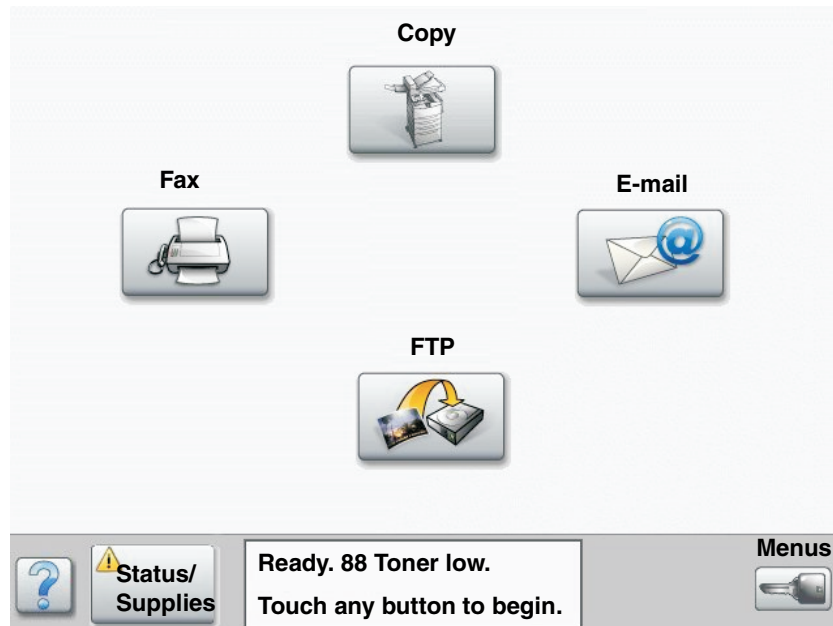 Copy
Fax
E-mail
FTP
Status/
Supplies
Ready. 88 Toner low.
Touch any button to begin.
Menus